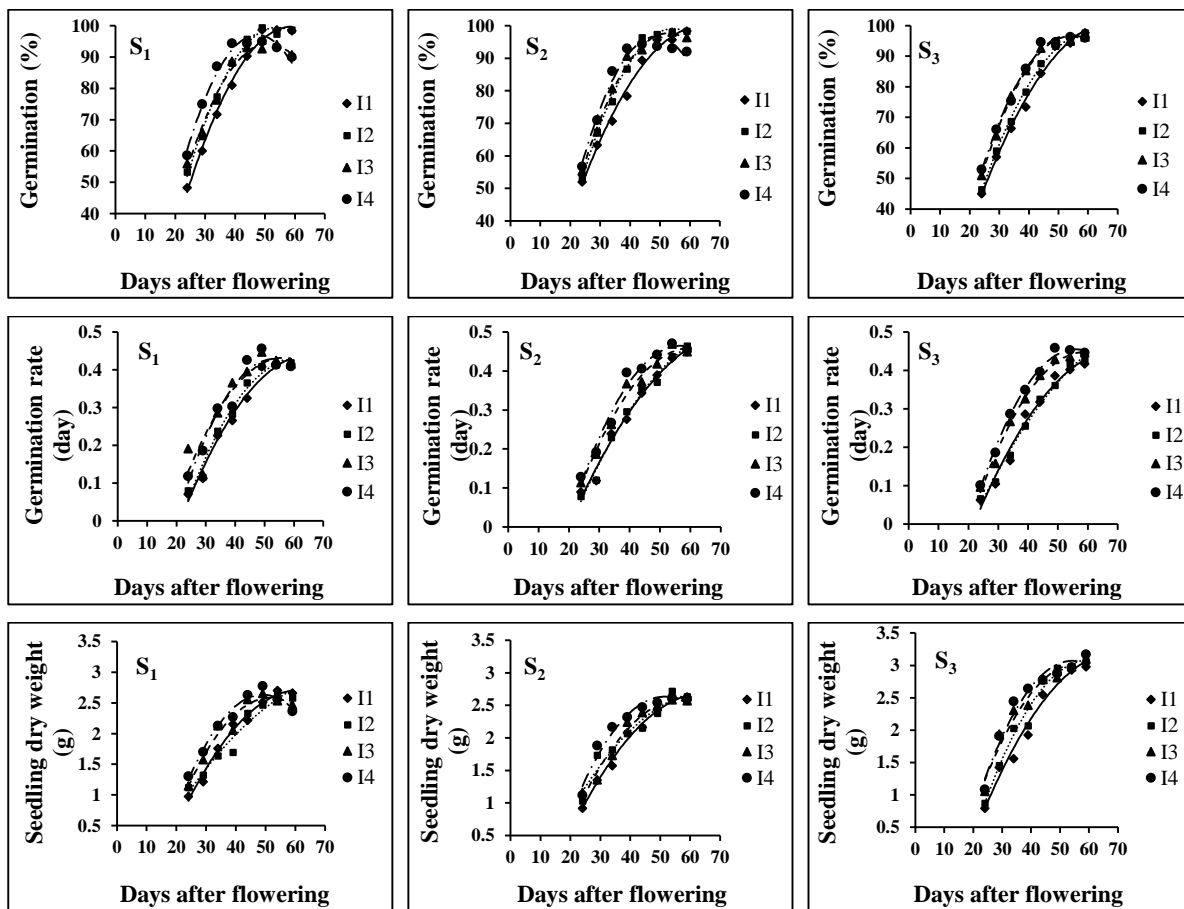 S1
Germination (%)
100
90
80
70
60
50
40
0 10 20 30 40 50 60 70
Days after flowering
I1
I2
I3
I4
S2
Germination (%)
100
90
80
70
60
50
40
0 10 20 30 40 50 60 70
Days after flowering
I1
I2
I3
I4
S3
Germination (%)
100
90
80
70
60
50
40
0 10 20 30 40 50 60 70
Days after flowering
I1
I2
I3
I4
S1
Germination rate
(day)
0.5
0.4
0.3
0.2
0.1
0
0 10 20 30 40 50 60 70
Days after flowering
I1
I2
I3
I4
S2
Germination rate
(day)
0.5
0.4
0.3
0.2
0.1
0
0 10 20 30 40 50 60 70
Days after flowering
I1
I2
I3
I4
S3
Germination rate
(day)
0.5
0.4
0.3
0.2
0.1
0
0 10 20 30 40 50 60 70
Days after flowering
I1
I2
I3
I4
S1
Seedling dry weight
(g)
3.5
3
2.5
2
1.5
1
0.5
0 10 20 30 40 50 60 70
Days after flowering
I1
I2
I3
I4
S2
Seedling dry weight
(g)
3.5
3
2.5
2
1.5
1
0.5
0 10 20 30 40 50 60 70
Days after flowering
I1
I2
I3
I4
S3
Seedling dry weight
(g)
3.5
3
2.5
2
1.5
1
0.5
0 10 20 30 40 50 60 70
Days after flowering
I1
I2
I3
I4